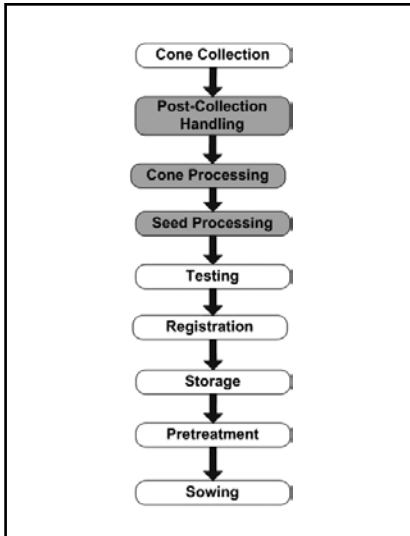 Cone Collection
Post-Collection
Handling
Cone Processing
Seed Processing
Testing
Registration
Storage
Pretreatment
Sowing